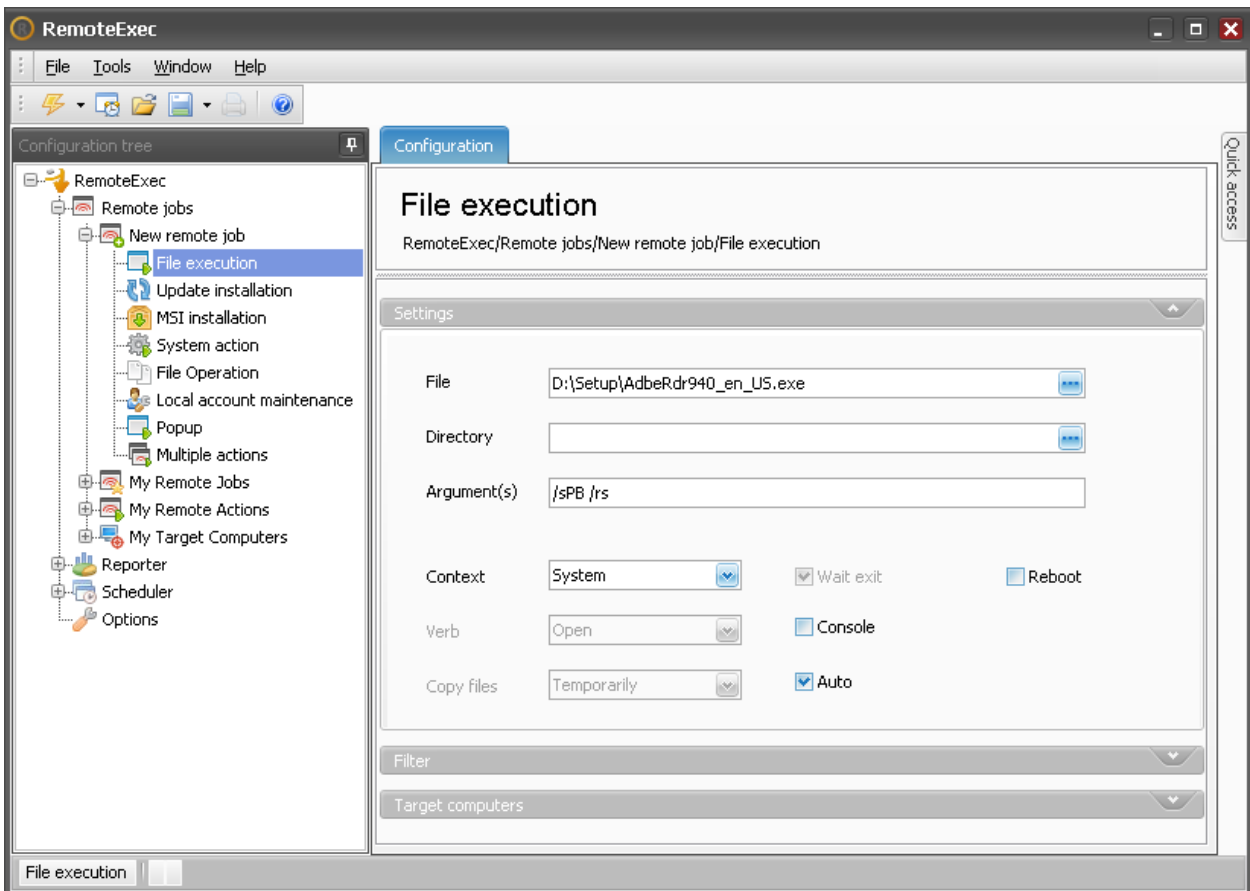 RemoteExec
File Tools Window Help
Configuration tree
RemoteExec
Remote jobs
New remote job
File execution
Update installation
MSI installation
System action
File Operation
Local account maintenance
Popup
Multiple actions
My Remote Jobs
My Remote Actions
My Target Computers
Reporter
Scheduler
Options
Configuration
File execution
RemoteExec/Remote jobs/New remote job/File execution
Settings
File D:\Setup\AdbeRdr940_en_US.exe
Directory
Argument(s) /sPB /rs
Context System Wait exit Reboot
Verb Open Console
Copy files Temporarily Auto
Filter
Target computers
Quick access
File execution